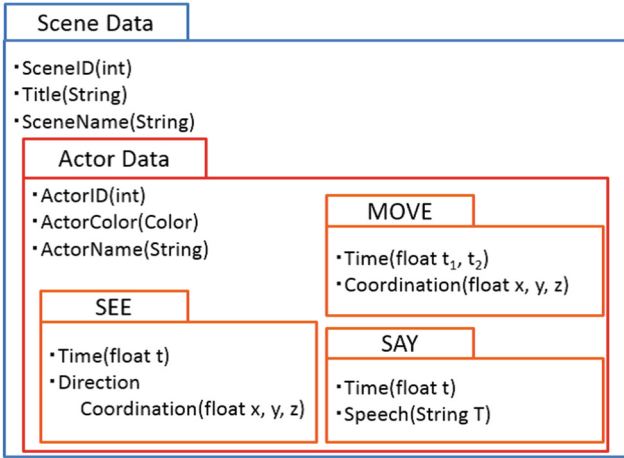 Scene Data
・SceneID(int)
・Title(String)
・SceneName(String)
Actor Data
・ActorID(int)
・ActorColor(Color)
・ActorName(String)
MOVE
・Time(float t₁, t₂)
・Coordination(float x, y, z)
SEE
・Time(float t)
・Direction
Coordination(float x, y, z)
SAY
・Time(float t)
・Speech(String T)